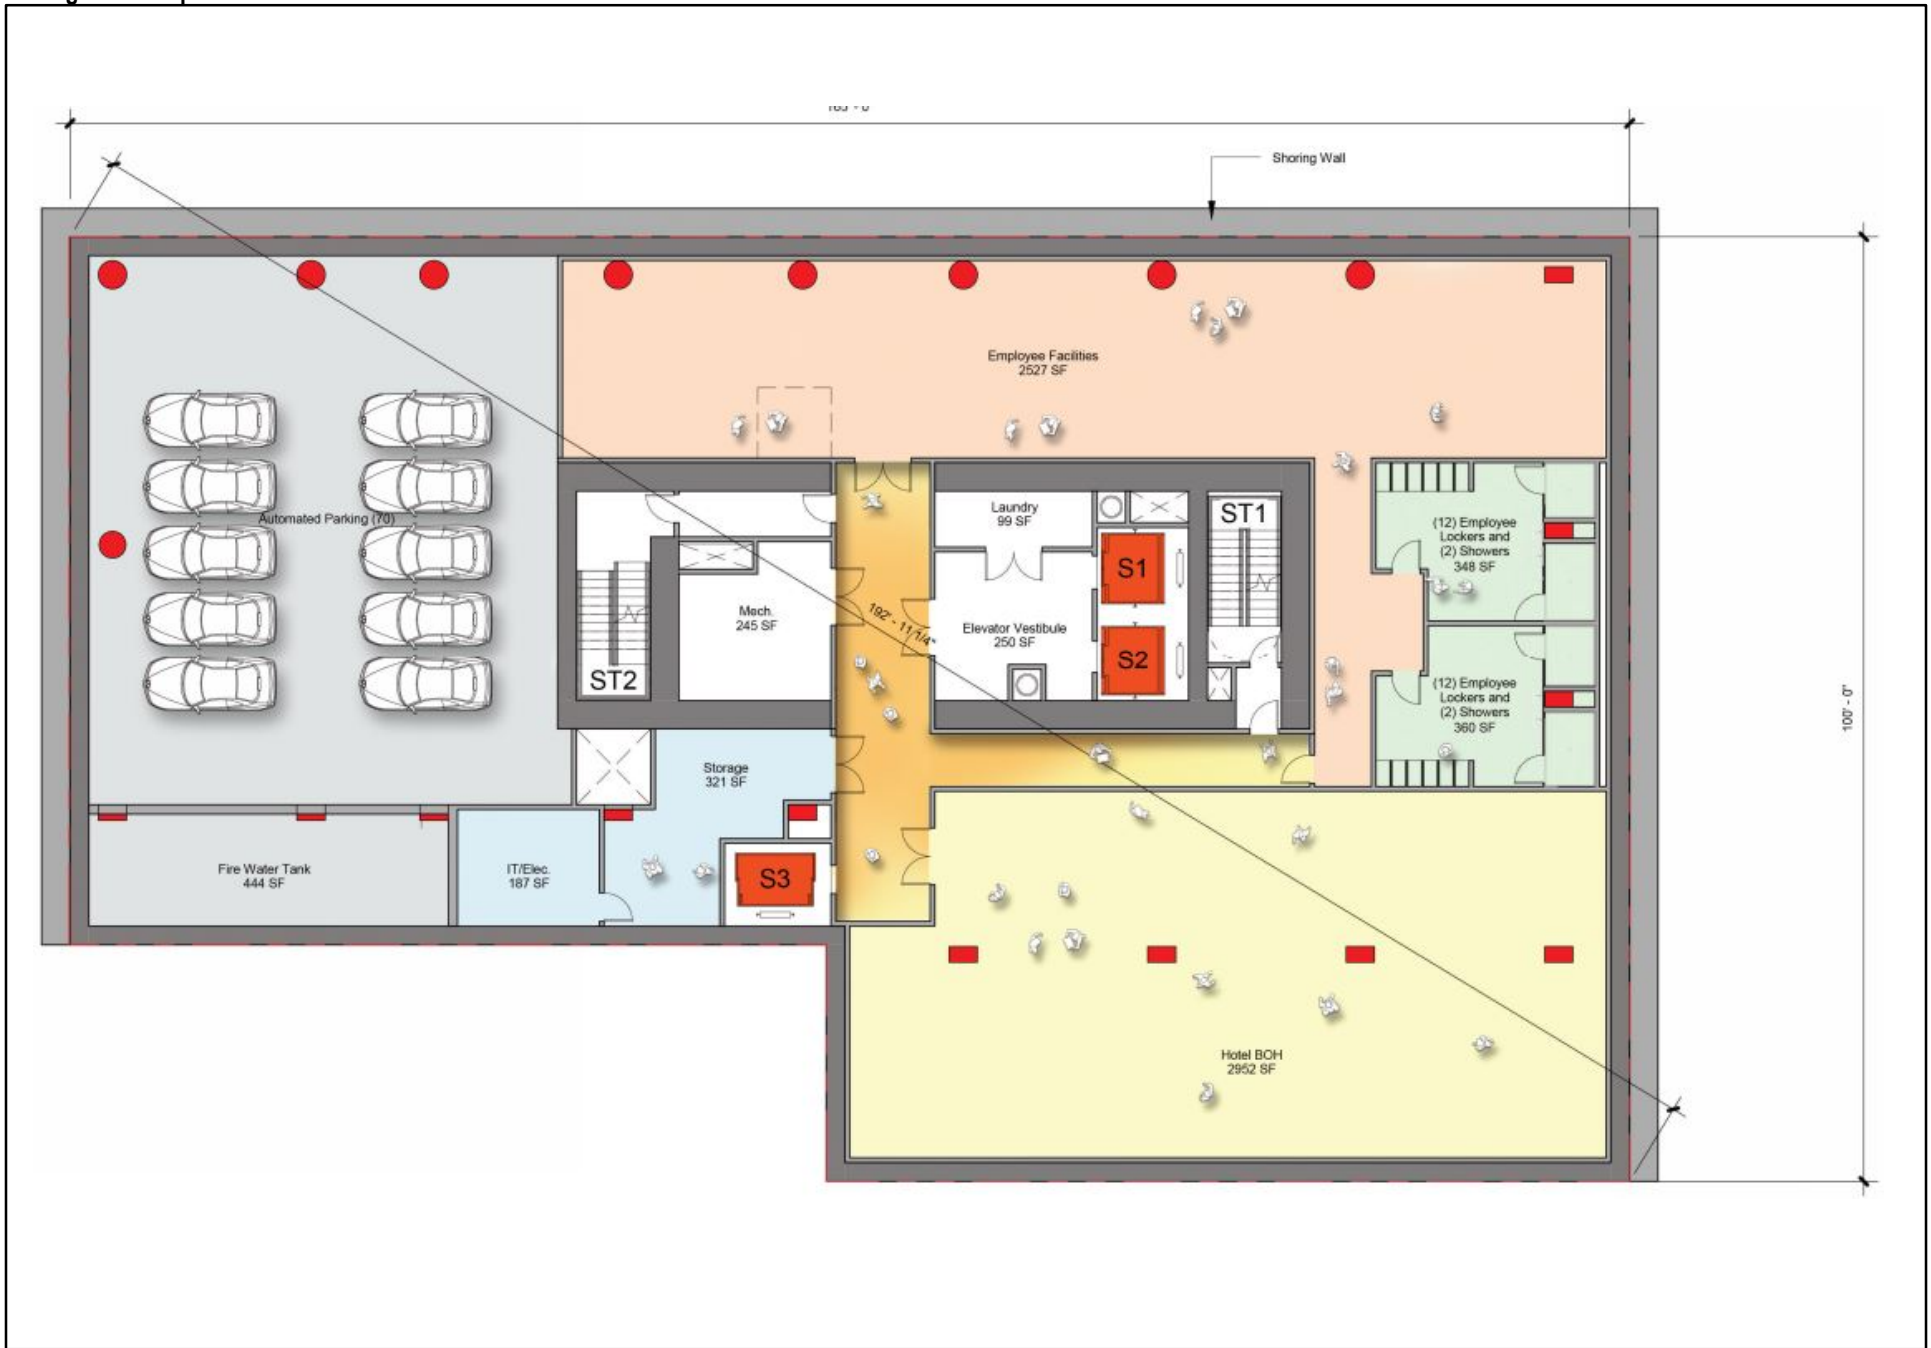 Shoring Wall
Employee Facilities
2527 SF
Laundry
99 SF
ST1
(12) Employee
Lockers and
(2) Showers
348 SF
Automated Parking (70)
S1
Mech.
245 SF
192' - 11 1/4"
Elevator Vestibule
250 SF
S2
ST2
(12) Employee
Lockers and
(2) Showers
360 SF
100' - 0"
Storage
321 SF
Fire Water Tank
444 SF
IT/Elec.
187 SF
S3
Hotel BOH
2952 SF